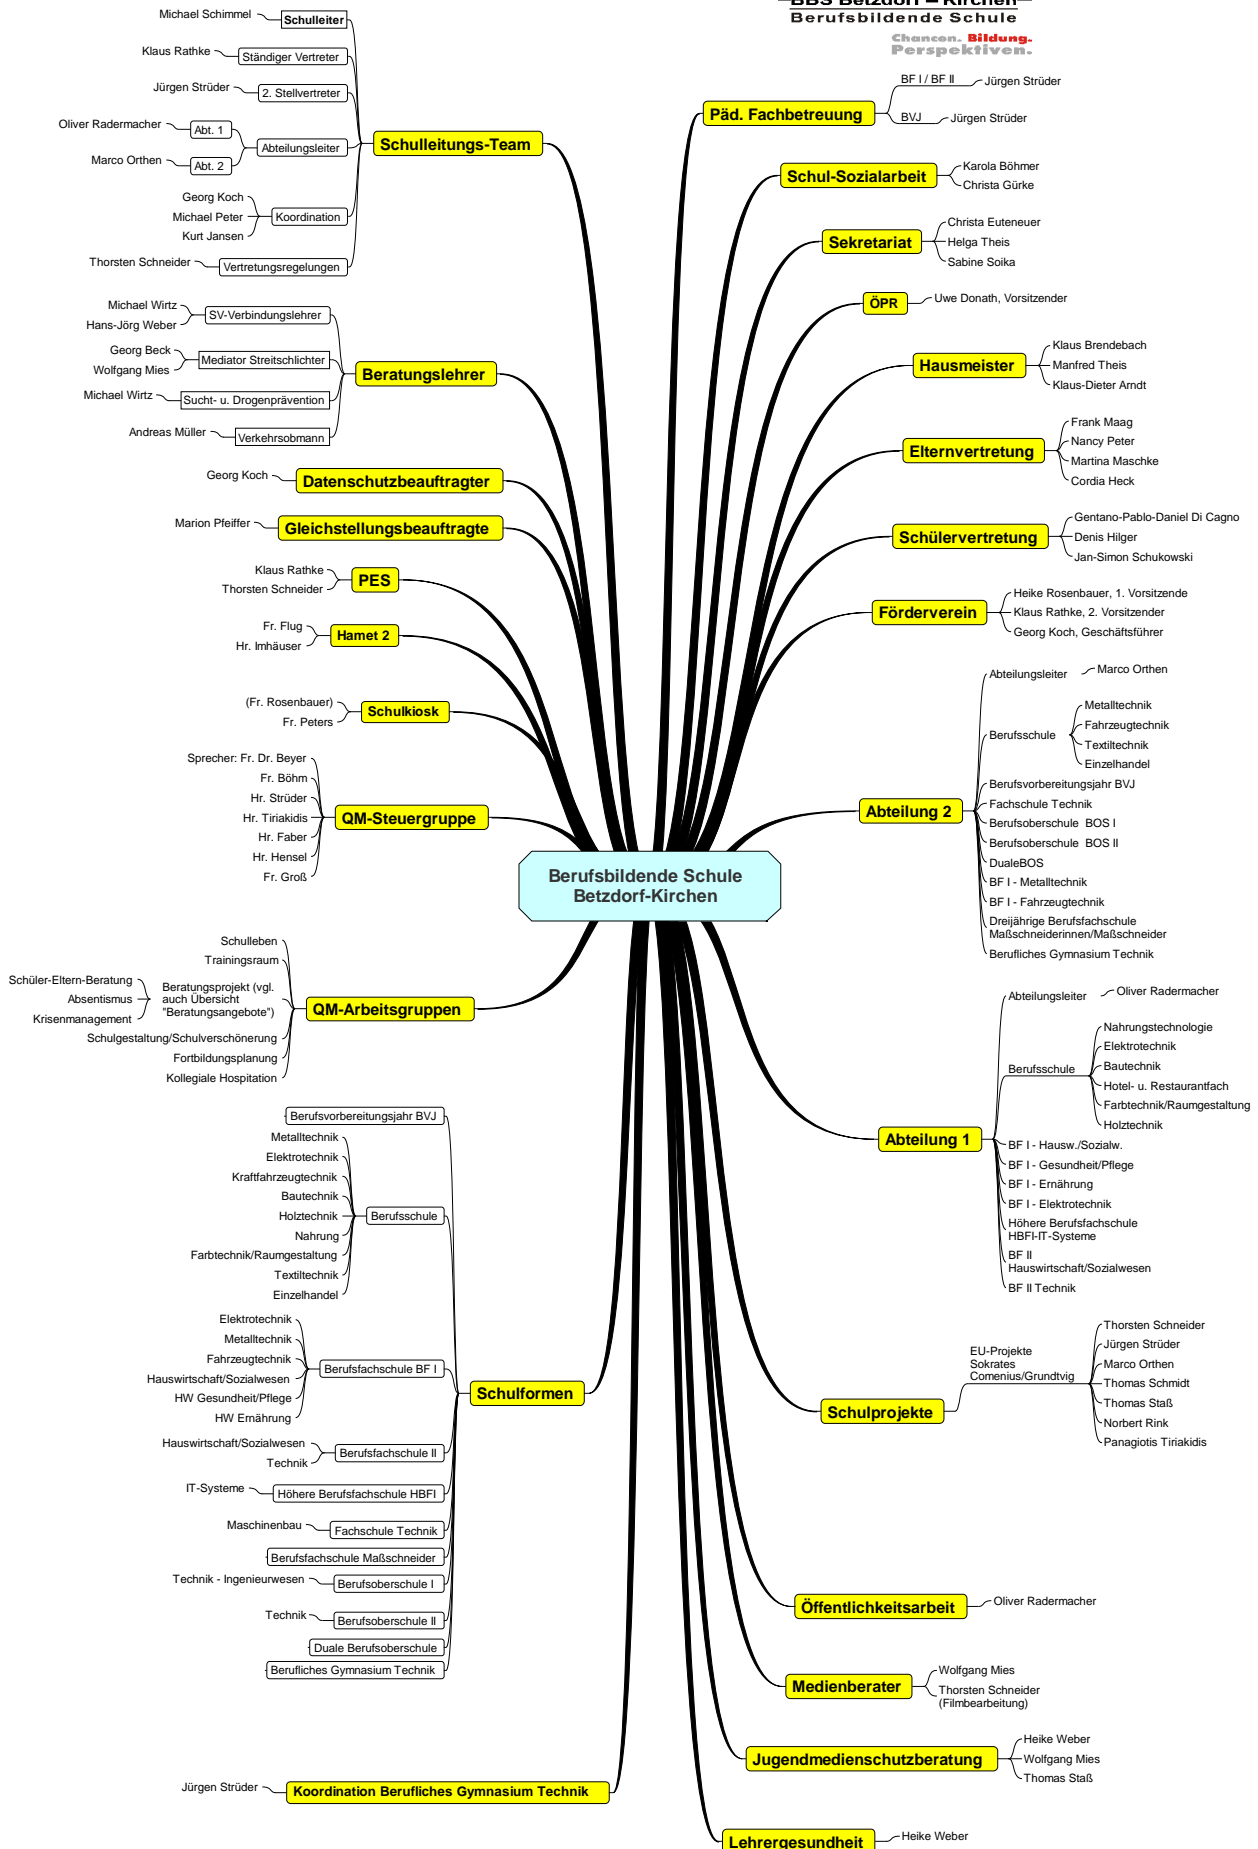 BBS Betzdorf – Kirchen
Berufsbildende Schule
Chancen. Bildung.
Perspektiven.
Berufsbildende Schule
Betzdorf-Kirchen
Schulleitungs-Team
Schulleiter
Michael Schimmel
Ständiger Vertreter
Klaus Rathke
2. Stellvertreter
Jürgen Strüder
Abteilungsleiter
Abt. 1
Oliver Radermacher
Abt. 2
Marco Orthen
Koordination
Georg Koch
Michael Peter
Kurt Jansen
Vertretungsregelungen
Thorsten Schneider
Beratungslehrer
SV-Verbindungslehrer
Michael Wirtz
Hans-Jörg Weber
Mediator Streitschlichter
Georg Beck
Wolfgang Mies
Sucht- u. Drogenprävention
Michael Wirtz
Verkehrsobmann
Andreas Müller
Datenschutzbeauftragter
Georg Koch
Gleichstellungsbeauftragte
Marion Pfeiffer
PES
Klaus Rathke
Thorsten Schneider
Hamet 2
Fr. Flug
Hr. Imhäuser
Schulkiosk
(Fr. Rosenbauer)
Fr. Peters
QM-Steuergruppe
Sprecher: Fr. Dr. Beyer
Fr. Böhm
Hr. Strüder
Hr. Tiriakidis
Hr. Faber
Hr. Hensel
Fr. Groß
QM-Arbeitsgruppen
Schulleben
Trainingsraum
Beratungsprojekt (vgl.
auch Übersicht
"Beratungsangebote")
Schüler-Eltern-Beratung
Absentismus
Krisenmanagement
Schulgestaltung/Schulverschönerung
Fortbildungsplanung
Kollegiale Hospitation
Schulformen
Berufsvorbereitungsjahr BVJ
Berufsschule
Metalltechnik
Elektrotechnik
Kraftfahrzeugtechnik
Bautechnik
Holztechnik
Nahrung
Farbtechnik/Raumgestaltung
Textiltechnik
Einzelhandel
Berufsfachschule BF I
Elektrotechnik
Metalltechnik
Fahrzeugtechnik
Hauswirtschaft/Sozialwesen
HW Gesundheit/Pflege
HW Ernährung
Berufsfachschule II
Hauswirtschaft/Sozialwesen
Technik
Höhere Berufsfachschule HBFI
IT-Systeme
Fachschule Technik
Maschinenbau
Berufsfachschule Maßschneider
Berufsoberschule I
Technik - Ingenieurwesen
Berufsoberschule II
Technik
Duale Berufsoberschule
Berufliches Gymnasium Technik
Koordination Berufliches Gymnasium Technik
Jürgen Strüder
Päd. Fachbetreuung
BF I / BF II
Jürgen Strüder
BVJ
Jürgen Strüder
Schul-Sozialarbeit
Karola Böhmer
Christa Gürke
Sekretariat
Christa Euteneuer
Helga Theis
Sabine Soika
ÖPR
Uwe Donath, Vorsitzender
Hausmeister
Klaus Brendebach
Manfred Theis
Klaus-Dieter Arndt
Elternvertretung
Frank Maag
Nancy Peter
Martina Maschke
Cordia Heck
Schülervertretung
Gentano-Pablo-Daniel Di Cagno
Denis Hilger
Jan-Simon Schukowski
Förderverein
Heike Rosenbauer, 1. Vorsitzende
Klaus Rathke, 2. Vorsitzender
Georg Koch, Geschäftsführer
Abteilung 2
Abteilungsleiter
Marco Orthen
Berufsschule
Metalltechnik
Fahrzeugtechnik
Textiltechnik
Einzelhandel
Berufsvorbereitungsjahr BVJ
Fachschule Technik
Berufsoberschule  BOS I
Berufsoberschule  BOS II
DualeBOS
BF I - Metalltechnik
BF I - Fahrzeugtechnik
Dreijährige Berufsfachschule
Maßschneiderinnen/Maßschneider
Berufliches Gymnasium Technik
Abteilung 1
Abteilungsleiter
Oliver Radermacher
Berufsschule
Nahrungstechnologie
Elektrotechnik
Bautechnik
Hotel- u. Restaurantfach
Farbtechnik/Raumgestaltung
Holztechnik
BF I - Hausw./Sozialw.
BF I - Gesundheit/Pflege
BF I - Ernährung
BF I - Elektrotechnik
Höhere Berufsfachschule
HBFI-IT-Systeme
BF II
Hauswirtschaft/Sozialwesen
BF II Technik
Schulprojekte
EU-Projekte
Sokrates
Comenius/Grundtvig
Thorsten Schneider
Jürgen Strüder
Marco Orthen
Thomas Schmidt
Thomas Staß
Norbert Rink
Panagiotis Tiriakidis
Öffentlichkeitsarbeit
Oliver Radermacher
Medienberater
Wolfgang Mies
Thorsten Schneider
(Filmbearbeitung)
Jugendmedienschutzberatung
Heike Weber
Wolfgang Mies
Thomas Staß
Lehrergesundheit
Heike Weber